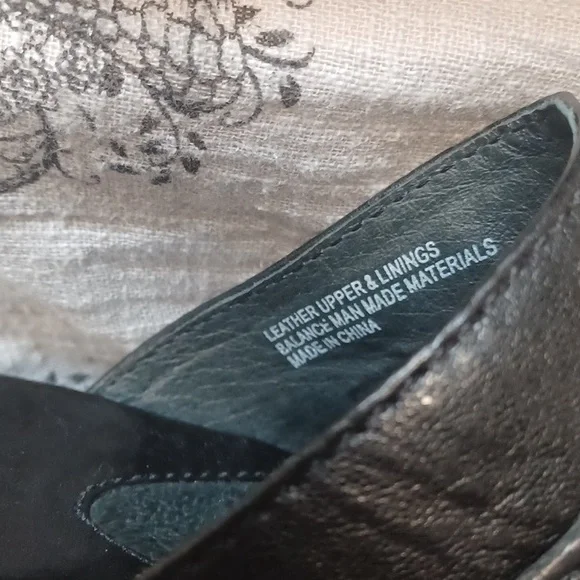 LEATHER UPPER & LININGS
BALANCE MAN MADE MATERIALS
MADE IN CHINA